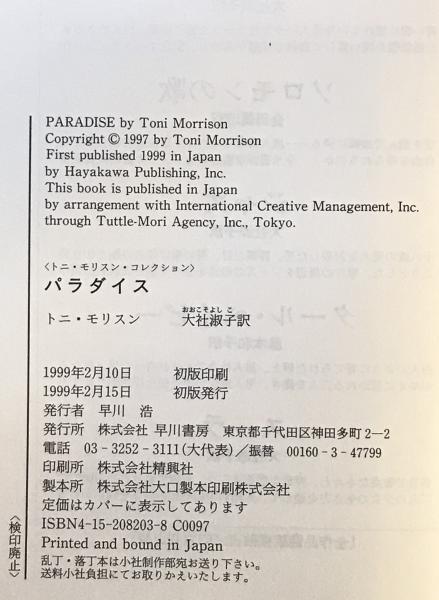 PARADISE by Toni Morrison
Copyright © 1997 by Toni Morrison
First published 1999 in Japan
by Hayakawa Publishing, Inc.
This book is published in Japan
by arrangement with International Creative Management, Inc.
through Tuttle-Mori Agency, Inc., Tokyo.
〈トニ・モリスン・コレクション〉
パラダイス
おおこそよしこ
トニ・モリスン 大社淑子訳
1999年2月10日 初版印刷
1999年2月15日 初版発行
発行者 早川 浩
発行所 株式会社 早川書房 東京都千代田区神田多町2-2
電話 03-3252-3111(大代表)/振替 00160-3-47799
印刷所 株式会社精興社
製本所 株式会社大口製本印刷株式会社
定価はカバーに表示してあります
ISBN4-15-208203-8 C0097
Printed and bound in Japan
乱丁・落丁本は小社制作部宛お送り下さい。
送料小社負担にてお取りかえいたします。
〈検印廃止〉
ソロモンの歌